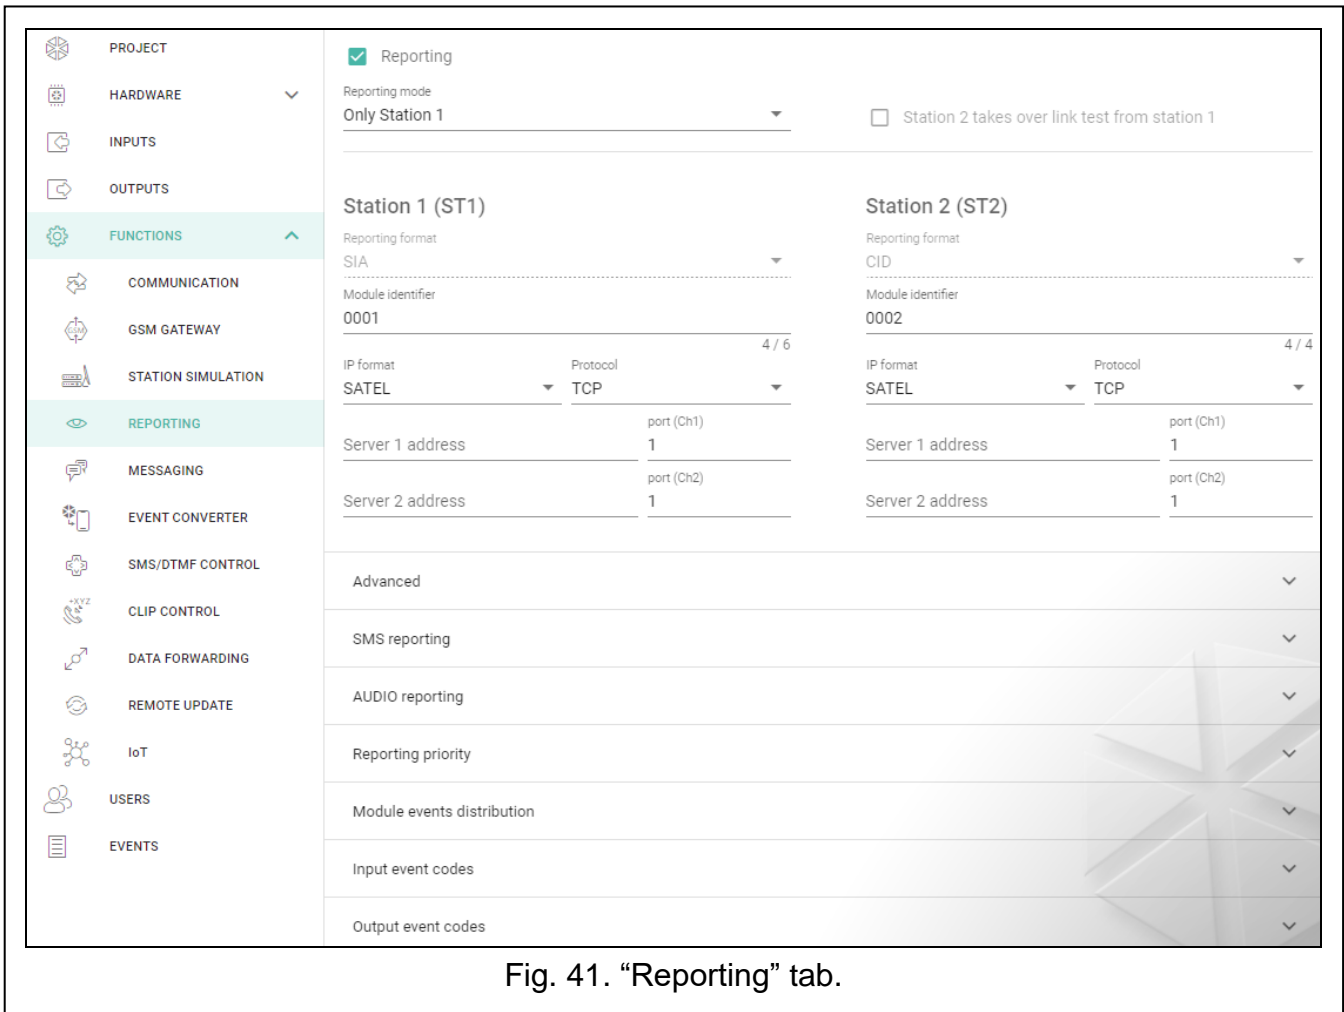 PROJECT
HARDWARE
INPUTS
OUTPUTS
FUNCTIONS
COMMUNICATION
GSM
GSM GATEWAY
STATION SIMULATION
REPORTING
MESSAGING
EVENT CONVERTER
SMS/DTMF CONTROL
+XYZ
CLIP CONTROL
DATA FORWARDING
REMOTE UPDATE
IoT
USERS
EVENTS
Reporting
Reporting mode
Only Station 1
Station 2 takes over link test from station 1
Station 1 (ST1)
Reporting format
SIA
Module identifier
0001
4 / 6
IP format
Protocol
SATEL
TCP
port (Ch1)
Server 1 address
1
port (Ch2)
Server 2 address
1
Station 2 (ST2)
Reporting format
CID
Module identifier
0002
4 / 4
IP format
Protocol
SATEL
TCP
port (Ch1)
Server 1 address
1
port (Ch2)
Server 2 address
1
Advanced
SMS reporting
AUDIO reporting
Reporting priority
Module events distribution
Input event codes
Output event codes
Fig. 41. “Reporting” tab.